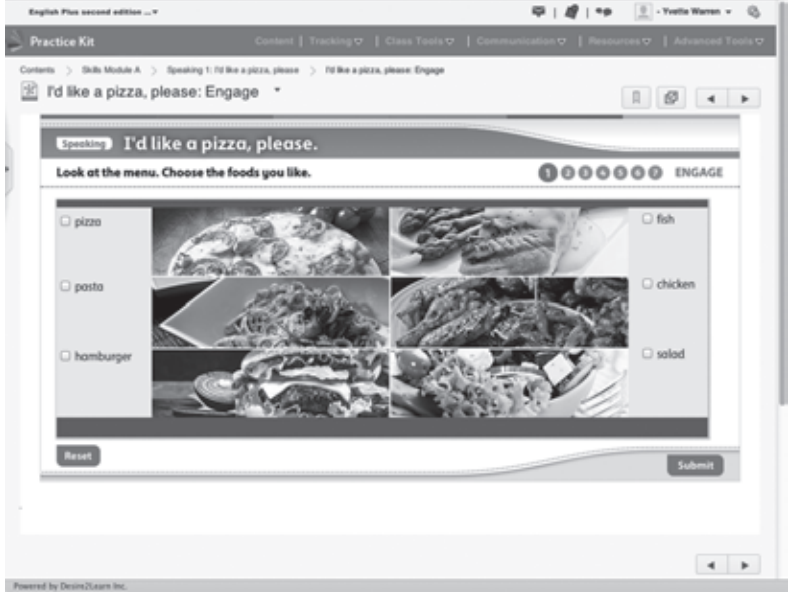 English Plus second edition ...
- Yvette Warren
Practice Kit
Content | Tracking | Class Tools | Communication | Resources | Advanced Tools
Contents > Skills Module A > Speaking 1: I'd like a pizza, please > I'd like a pizza, please: Engage
I'd like a pizza, please: Engage
Speaking I'd like a pizza, please.
Look at the menu. Choose the foods you like. 1 2 3 4 5 6 7 ENGAGE
pizza
fish
pasta
chicken
hamburger
salad
Reset
Submit
Powered by Desire2Learn Inc.